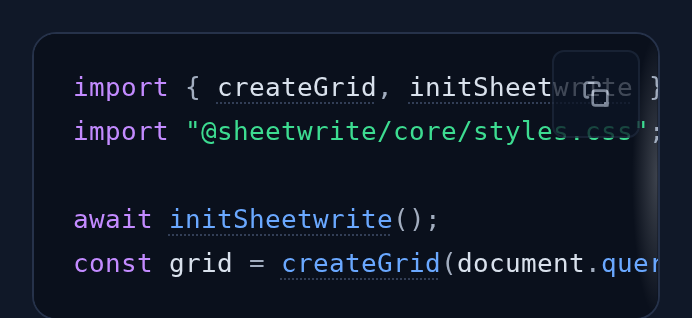 import { createGrid, initSheetwrite }
import "@sheetwrite/core/styles.css";
await initSheetwrite();
const grid = createGrid(document.quer